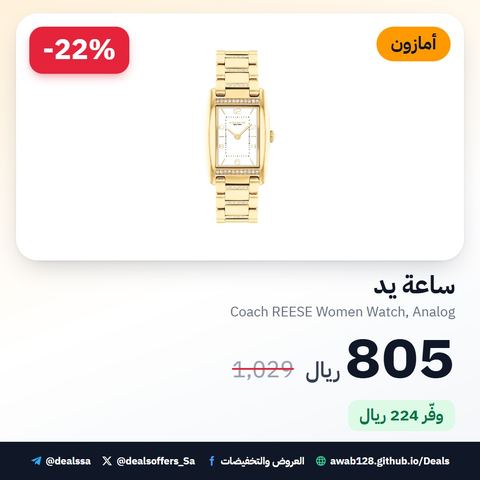 -22%
أمازون
ساعة يد
Coach REESE Women Watch, Analog
805 ريال 1,029
وفّر 224 ريال
@dealssa @dealsoffers_Sa العروض والتخفيضات awab128.github.io/Deals